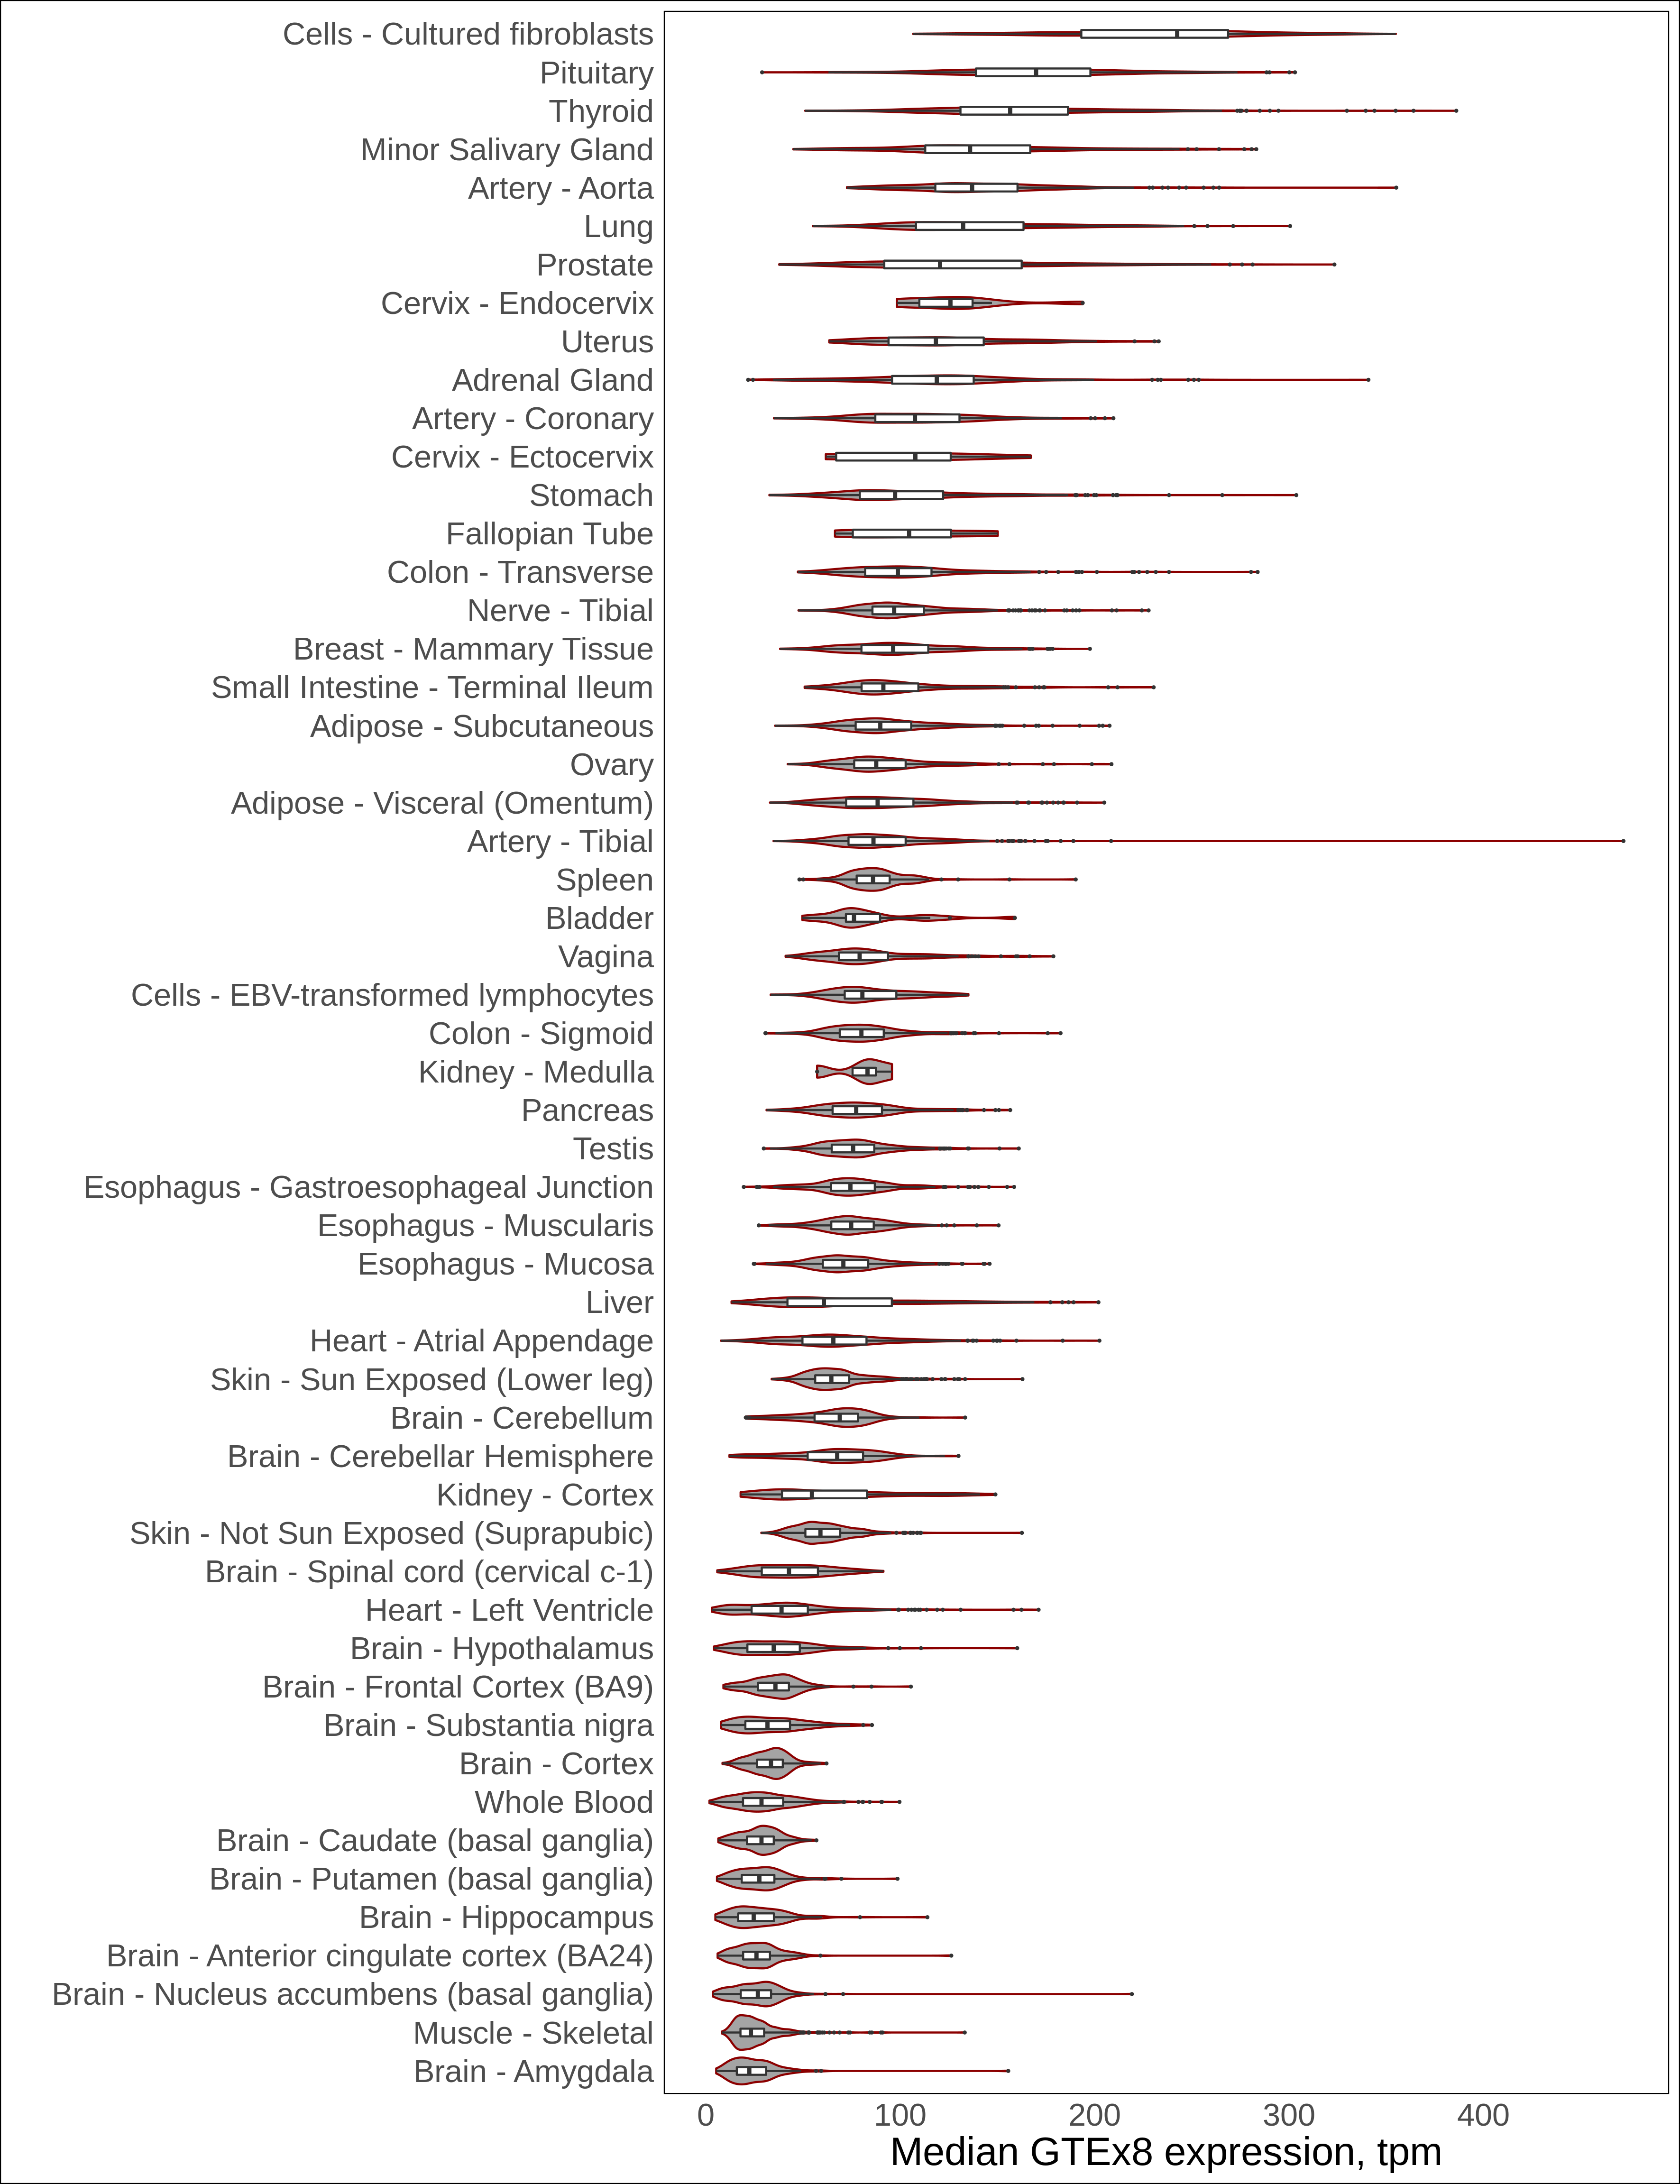 Cells - Cultured fibroblasts
Pituitary
Thyroid
Minor Salivary Gland
Artery - Aorta
Lung
Prostate
Cervix - Endocervix
Uterus
Adrenal Gland
Artery - Coronary
Cervix - Ectocervix
Stomach
Fallopian Tube
Colon - Transverse
Nerve - Tibial
Breast - Mammary Tissue
Small Intestine - Terminal Ileum
Adipose - Subcutaneous
Ovary
Adipose - Visceral (Omentum)
Artery - Tibial
Spleen
Bladder
Vagina
Cells - EBV-transformed lymphocytes
Colon - Sigmoid
Kidney - Medulla
Pancreas
Testis
Esophagus - Gastroesophageal Junction
Esophagus - Muscularis
Esophagus - Mucosa
Liver
Heart - Atrial Appendage
Skin - Sun Exposed (Lower leg)
Brain - Cerebellum
Brain - Cerebellar Hemisphere
Kidney - Cortex
Skin - Not Sun Exposed (Suprapubic)
Brain - Spinal cord (cervical c-1)
Heart - Left Ventricle
Brain - Hypothalamus
Brain - Frontal Cortex (BA9)
Brain - Substantia nigra
Brain - Cortex
Whole Blood
Brain - Caudate (basal ganglia)
Brain - Putamen (basal ganglia)
Brain - Hippocampus
Brain - Anterior cingulate cortex (BA24)
Brain - Nucleus accumbens (basal ganglia)
Muscle - Skeletal
Brain - Amygdala
0 100 200 300 400
Median GTEx8 expression, tpm